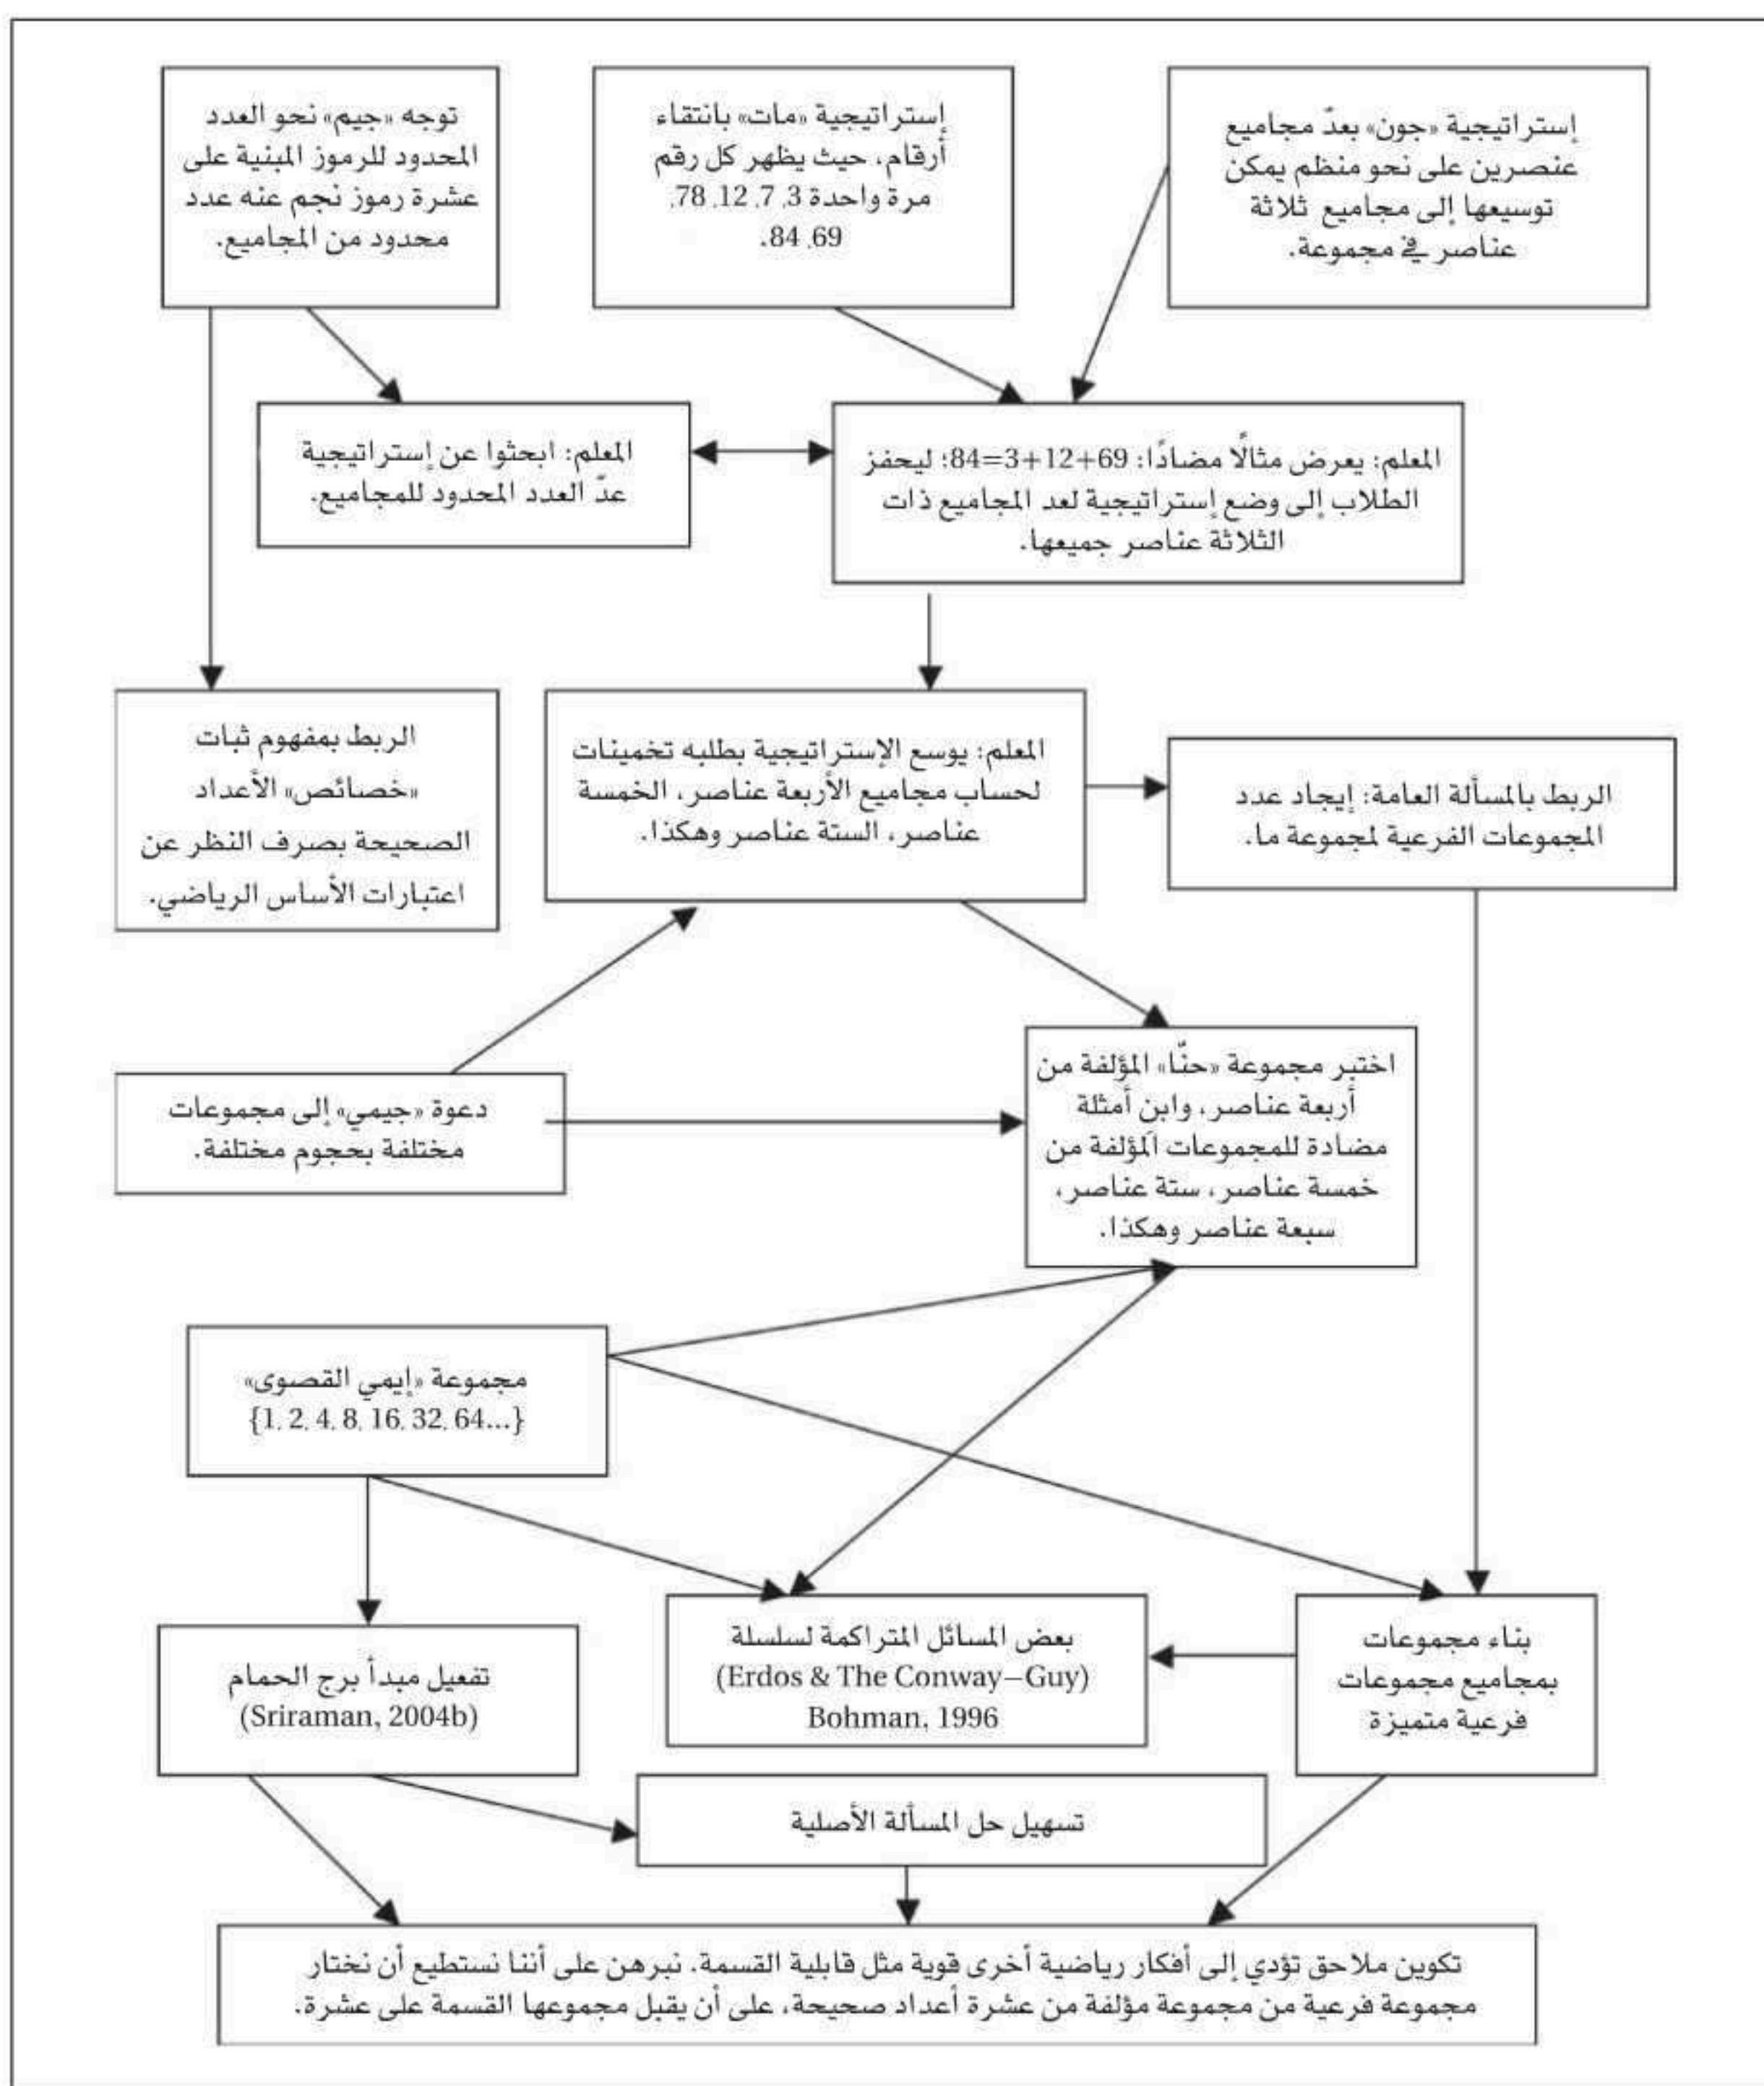 إستراتيجية «جون» بعدّ مجاميع
عنصرين على نحو منظم يمكن
توسيعها إلى مجاميع ثلاثة
عناصر في مجموعة.
إستراتيجية «مات» بانتقاء
أرقام، حيث يظهر كل رقم
مرة واحدة 3, 7, 12, 78,
69, 84.
توجه «جيم» نحو العدد
المحدود للرموز المبنية على
عشرة رموز نجم عنه عدد
محدود من المجاميع.
المعلم: يعرض مثالًا مضادًا: 69+12+3=84؛ ليحفز
الطلاب إلى وضع إستراتيجية لعد المجاميع ذات
الثلاثة عناصر جميعها.
المعلم: ابحثوا عن إستراتيجية
عدّ العدد المحدود للمجاميع.
الربط بالمسألة العامة: إيجاد عدد
المجموعات الفرعية لمجموعة ما.
المعلم: يوسع الإستراتيجية بطلبه تخمينات
لحساب مجاميع الأربعة عناصر، الخمسة
عناصر، الستة عناصر وهكذا.
الربط بمفهوم ثبات
«خصائص» الأعداد
الصحيحة بصرف النظر عن
اعتبارات الأساس الرياضي.
اختبر مجموعة «حنّا» المؤلفة من
أربعة عناصر، وابنِ أمثلة
مضادة للمجموعات المؤلفة من
خمسة عناصر، ستة عناصر،
سبعة عناصر وهكذا.
دعوة «جيمي» إلى مجموعات
مختلفة بحجوم مختلفة.
مجموعة «إيمي القصوى»
{1, 2, 4, 8, 16, 32, 64...}
بناء مجموعات
بمجاميع مجموعات
فرعية متميزة
بعض المسائل المتراكمة لسلسلة
(Erdos & The Conway–Guy)
Bohman, 1996
تفعيل مبدأ برج الحمام
(Sriraman, 2004b)
تسهيل حل المسألة الأصلية
تكوين ملاحق تؤدي إلى أفكار رياضية أخرى قوية مثل قابلية القسمة. نبرهن على أننا نستطيع أن نختار
مجموعة فرعية من مجموعة مؤلفة من عشرة أعداد صحيحة، على أن يقبل مجموعها القسمة على عشرة.